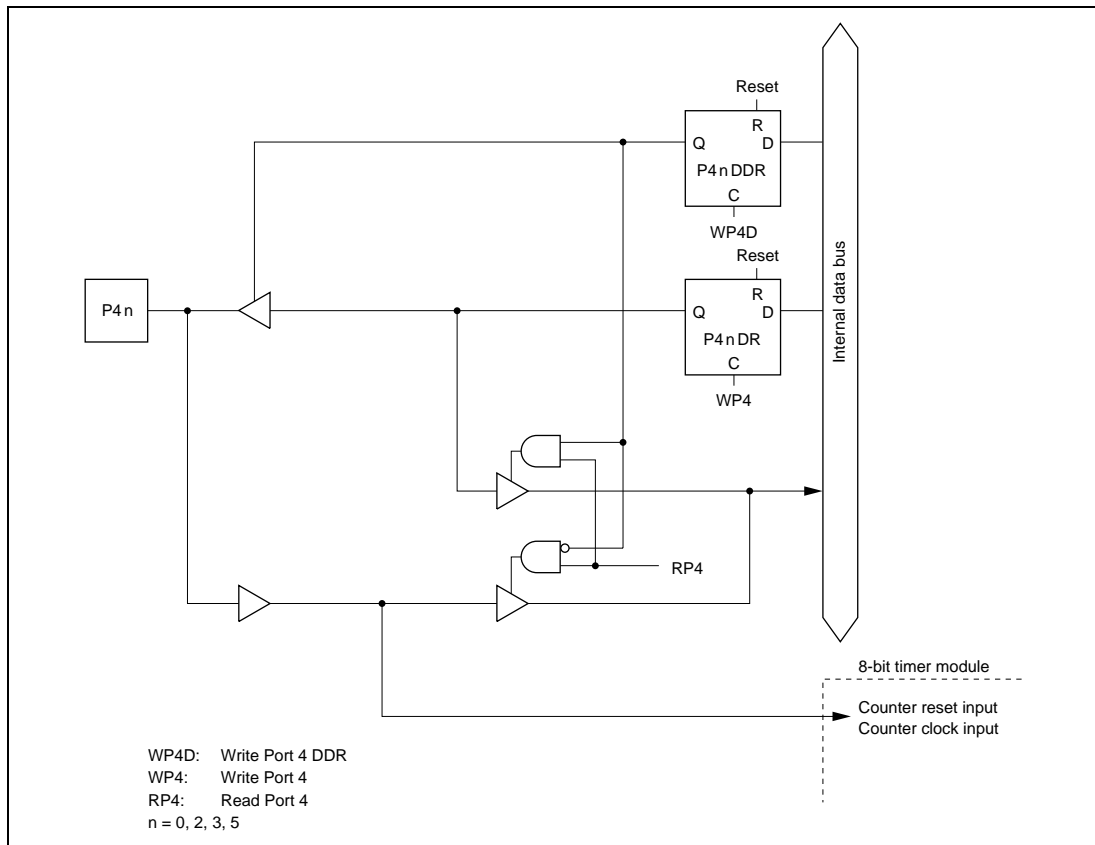 Reset
R
Q D
P4n DDR
C
WP4D
Reset
R
Q D
P4n DR
C
WP4
P4n
Internal data bus
RP4
8-bit timer module
Counter reset input
Counter clock input
WP4D: Write Port 4 DDR
WP4: Write Port 4
RP4: Read Port 4
n = 0, 2, 3, 5